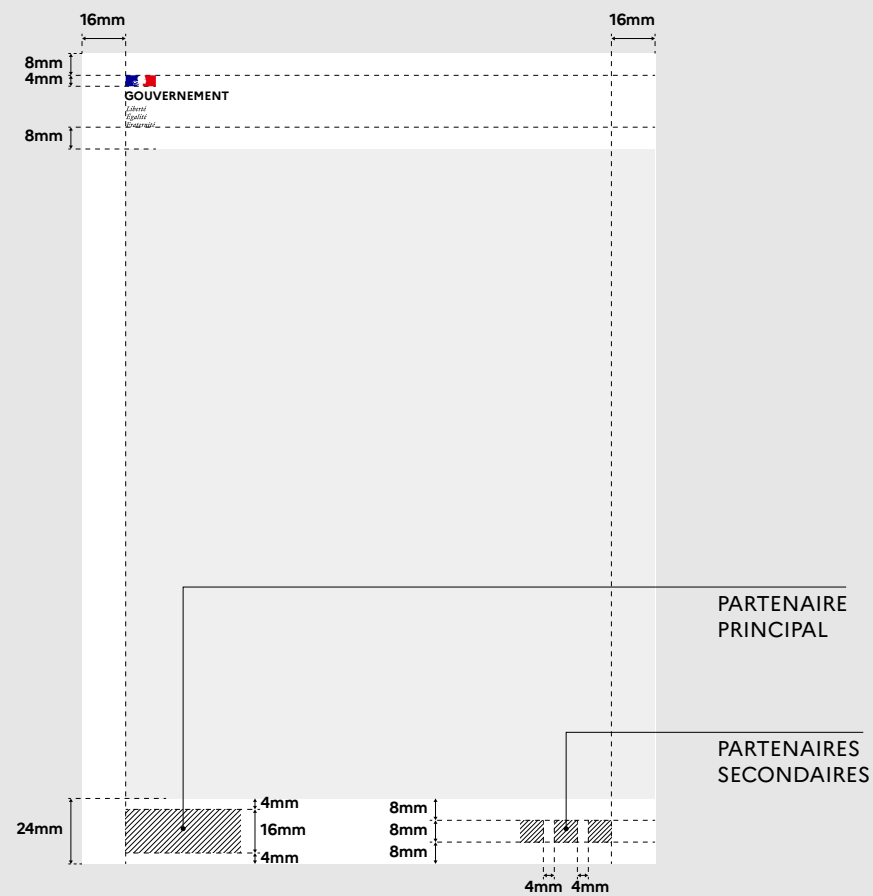 16mm
16mm
8mm
4mm
GOUVERNEMENT
Liberté
Égalité
Fraternité
8mm
PARTENAIRE
PRINCIPAL
PARTENAIRES
SECONDAIRES
24mm
4mm
16mm
4mm
8mm
8mm
8mm
4mm
4mm